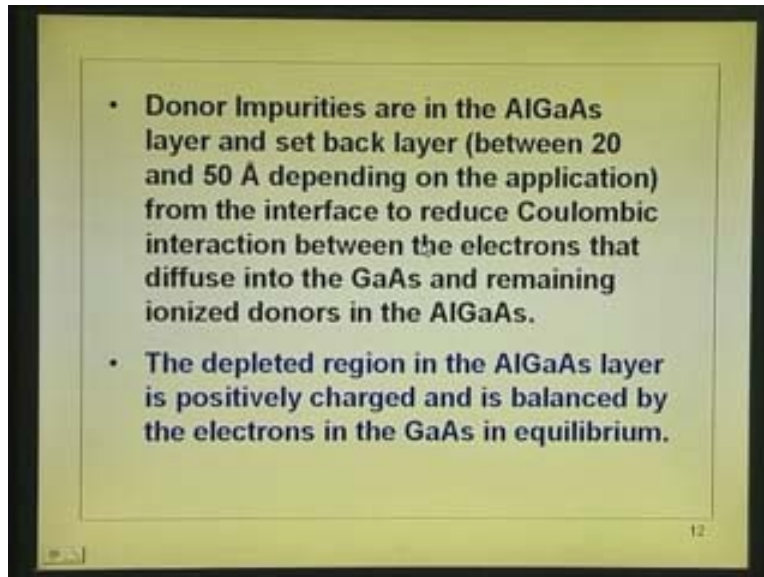 • Donor Impurities are in the AlGaAs
layer and set back layer (between 20
and 50 Å depending on the application)
from the interface to reduce Coulombic
interaction between the electrons that
diffuse into the GaAs and remaining
ionized donors in the AlGaAs.
• The depleted region in the AlGaAs layer
is positively charged and is balanced by
the electrons in the GaAs in equilibrium.
12